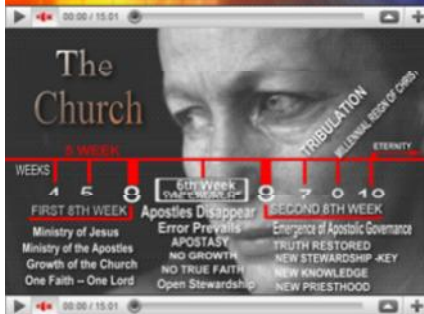 00:00 / 15:01
The
Church
TRIBULATION
MILLENNIAL REIGN OF CHRIST
ETERNITY
5 WEEK
WEEKS
4 5 8 6th Week 8 7 9 10
FIRST 8TH WEEK
SECOND 8TH WEEK
Apostles Disappear
Error Prevails
APOSTASY
NO GROWTH
NO TRUE FAITH
Open Stewardship
Ministry of Jesus
Ministry of the Apostles
Growth of the Church
One Faith -- One Lord
Emergence of Apostolic Governance
TRUTH RESTORED
NEW STEWARDSHIP -KEY
NEW KNOWLEDGE
NEW PRIESTHOOD
00:00 / 15:01